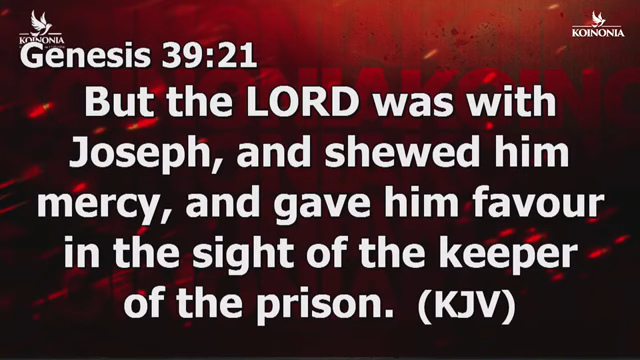 KOINONIA
KOINONIA
Genesis 39:21
But the LORD was with
Joseph, and shewed him
mercy, and gave him favour
in the sight of the keeper
of the prison. (KJV)